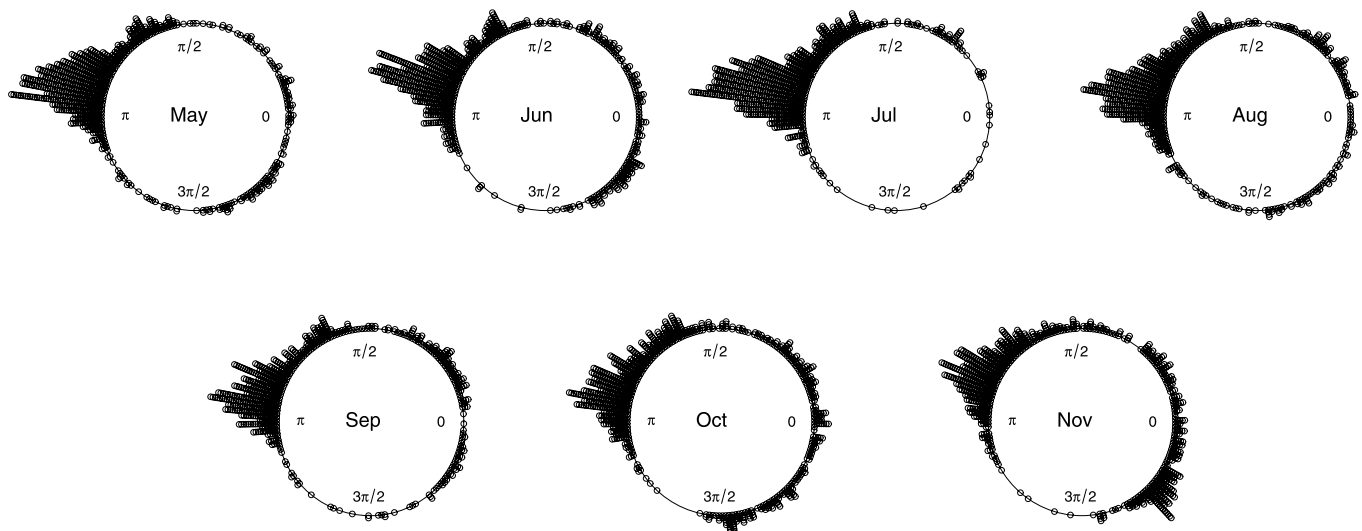 π/2 π/2 π/2 π/2
π May 0 π Jun 0 π Jul 0 π Aug 0
3π/2 3π/2 3π/2 3π/2
π/2 π/2 π/2
π Sep 0 π Oct 0 π Nov 0
3π/2 3π/2 3π/2